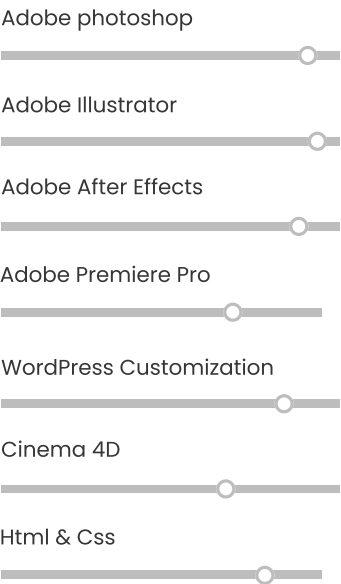 Adobe photoshop
Adobe Illustrator
Adobe After Effects
Adobe Premiere Pro
WordPress Customization
Cinema 4D
Html & Css